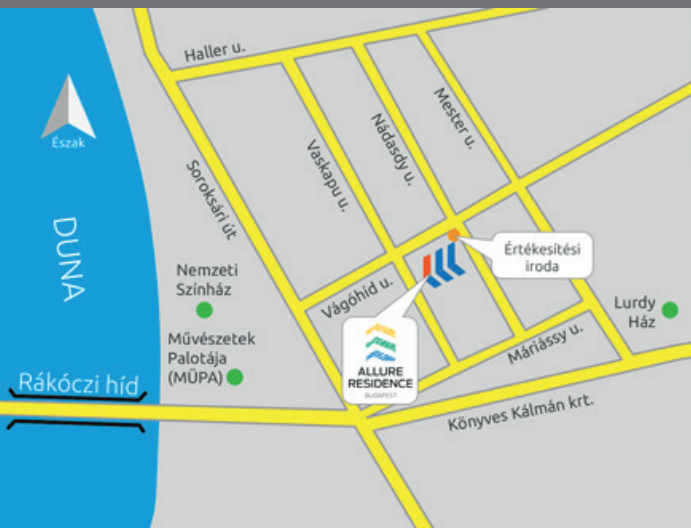 Haller u.
Észak
Mester u.
Nádasdy u.
Vaskapu u.
Soroksári út
DUNA
Értékesítési
iroda
Nemzeti
Színház
Vágóhíd u.
Lurdy
Ház
Művészetek
Palotája
(MŰPA)
Máriássy u.
ALLURE
RESIDENCE
BUDAPEST
Rákóczi híd
Könyves Kálmán krt.